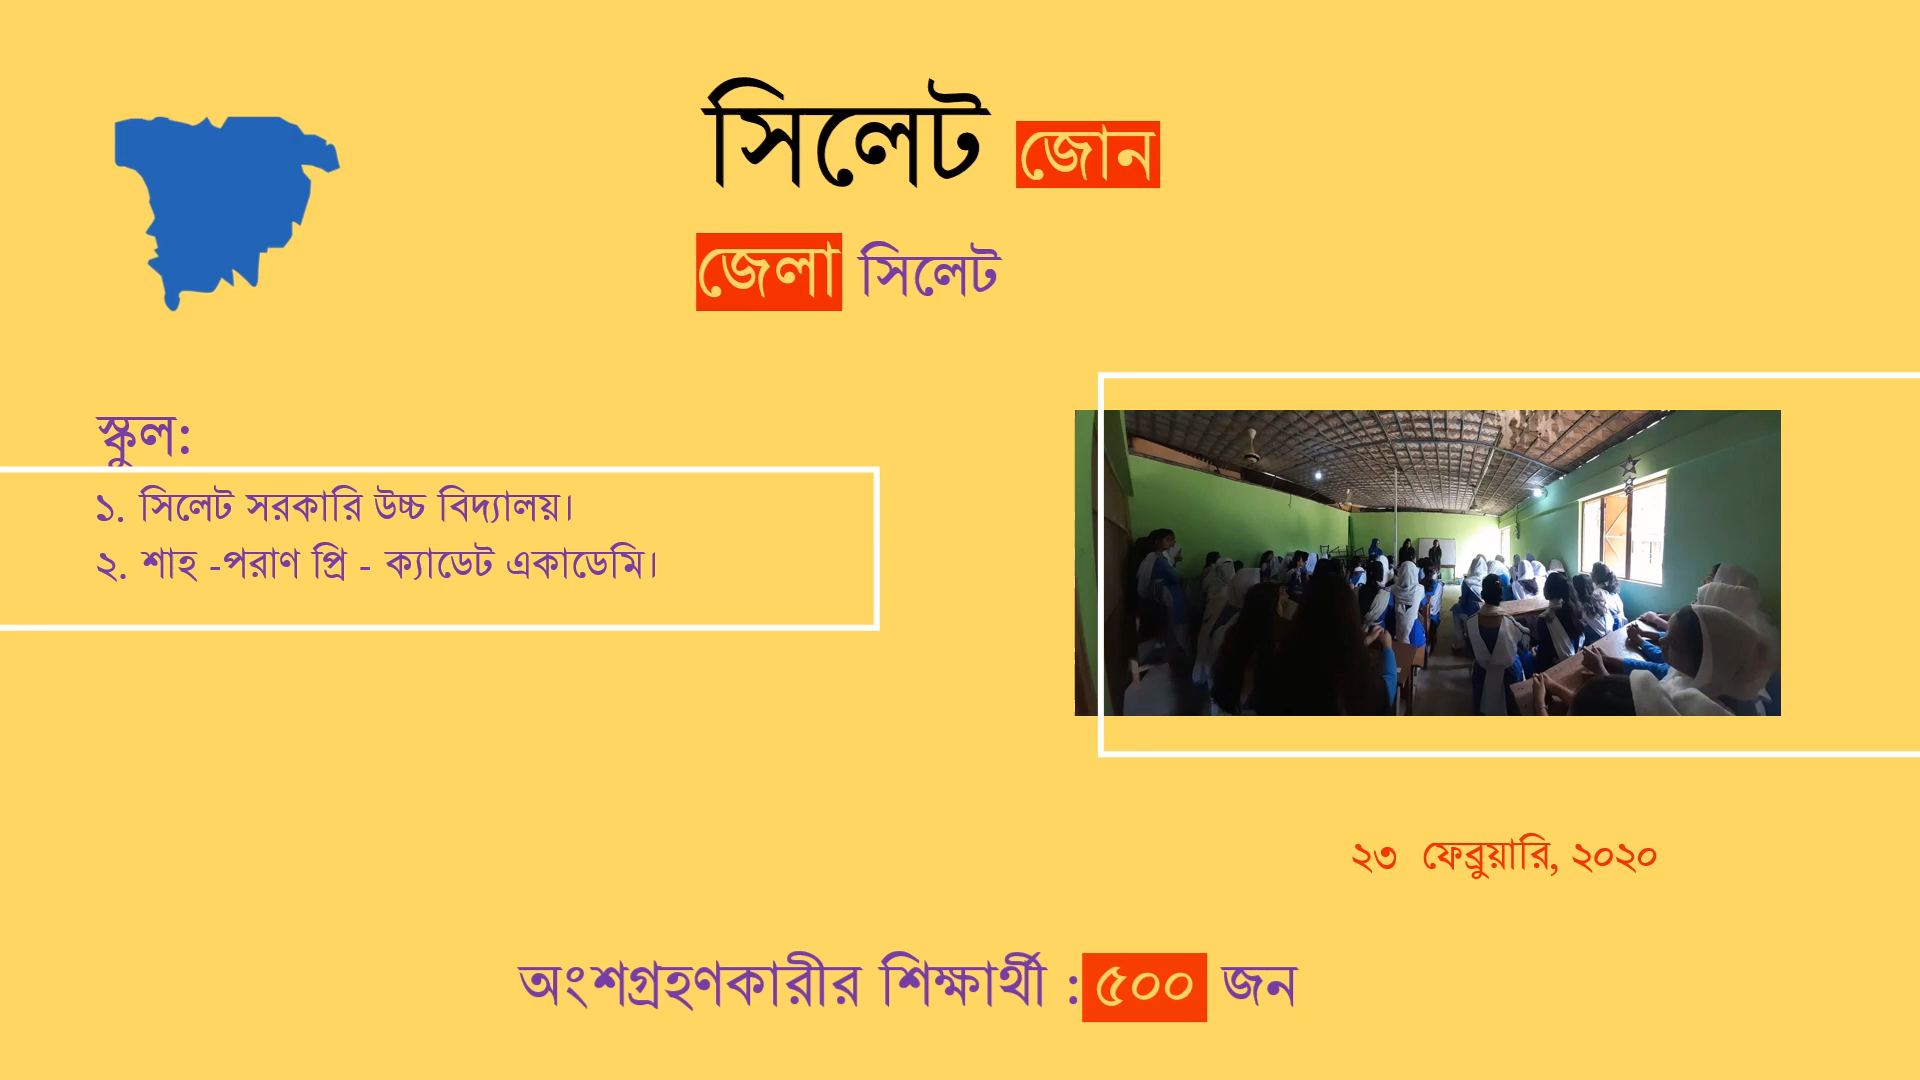 সিলেট জোন
জেলা সিলেট
স্কুল:
১. সিলেট সরকারি উচ্চ বিদ্যালয়।
২. শাহ -পরাণ প্রি - ক্যাডেট একাডেমি।
২৩ ফেব্রুয়ারি, ২০২০
অংশগ্রহণকারীর শিক্ষার্থী : ৫০০ জন